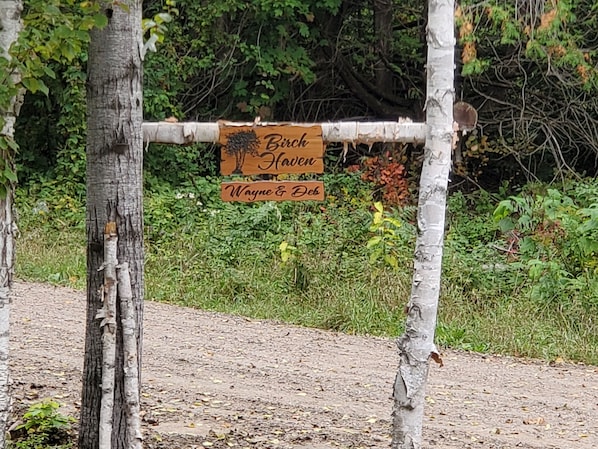 Birch
Haven
Wayne & Deb